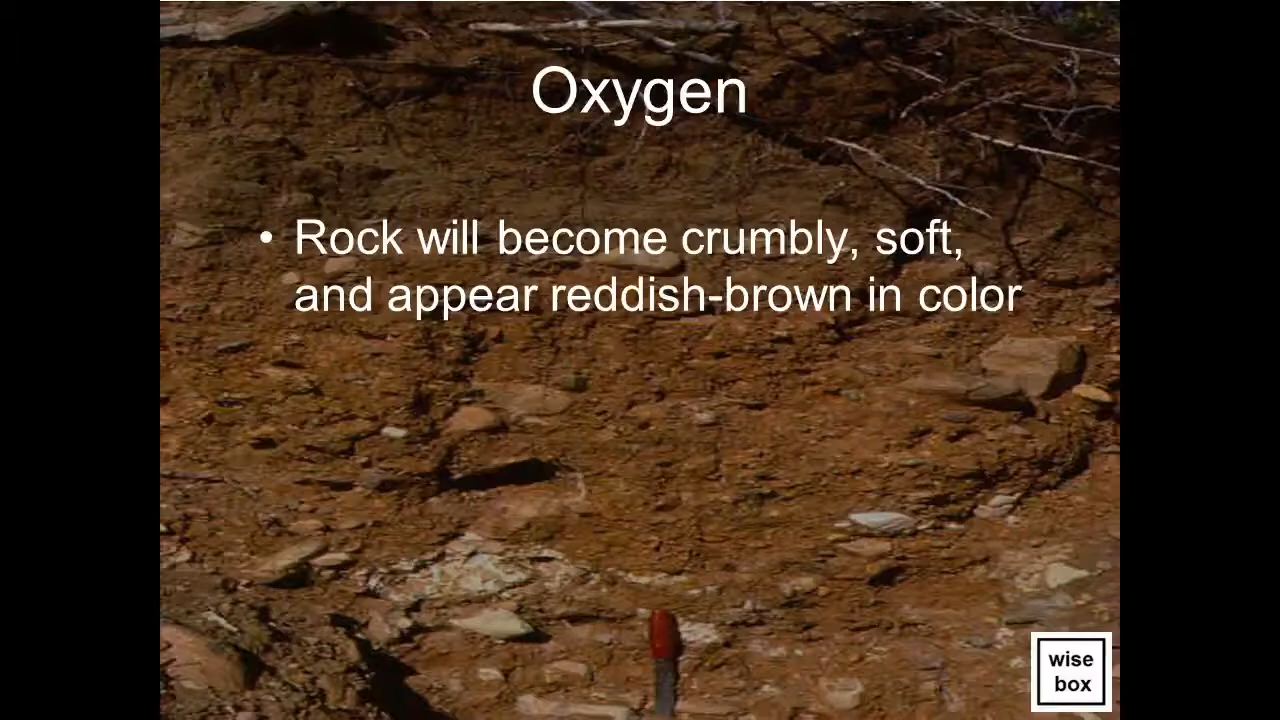 Oxygen
• Rock will become crumbly, soft,
and appear reddish-brown in color
wise
box